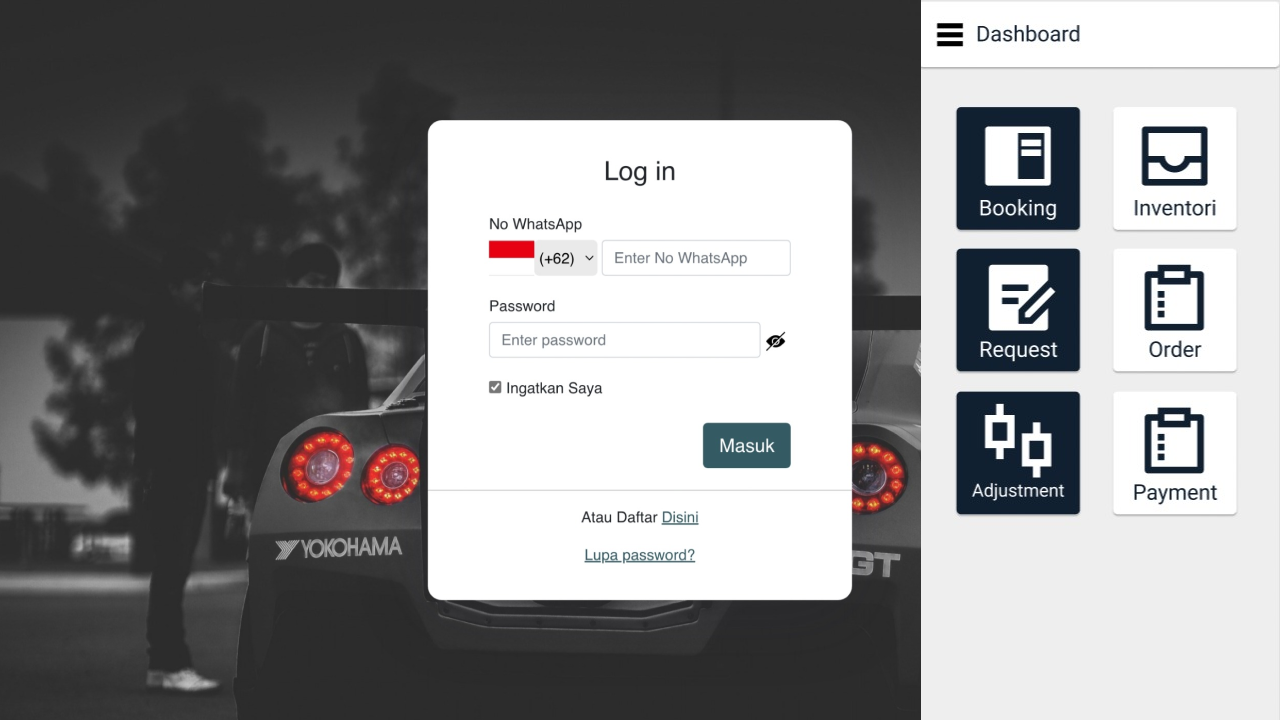 Log in
No WhatsApp
(+62)
Enter No WhatsApp
Password
Enter password
Ingatkan Saya
Masuk
Atau Daftar Disini
Lupa password?
YOKOHAMA
GT
Dashboard
Booking
Inventori
Request
Order
Adjustment
Payment